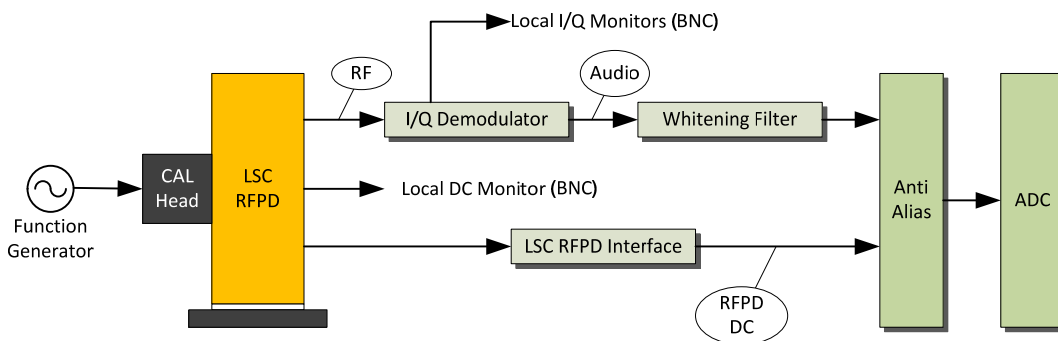 Local I/Q Monitors (BNC)
RF
Audio
I/Q Demodulator
Whitening Filter
CAL
Head
LSC
RFPD
Local DC Monitor (BNC)
Anti
Alias
ADC
Function
Generator
LSC RFPD Interface
RFPD
DC